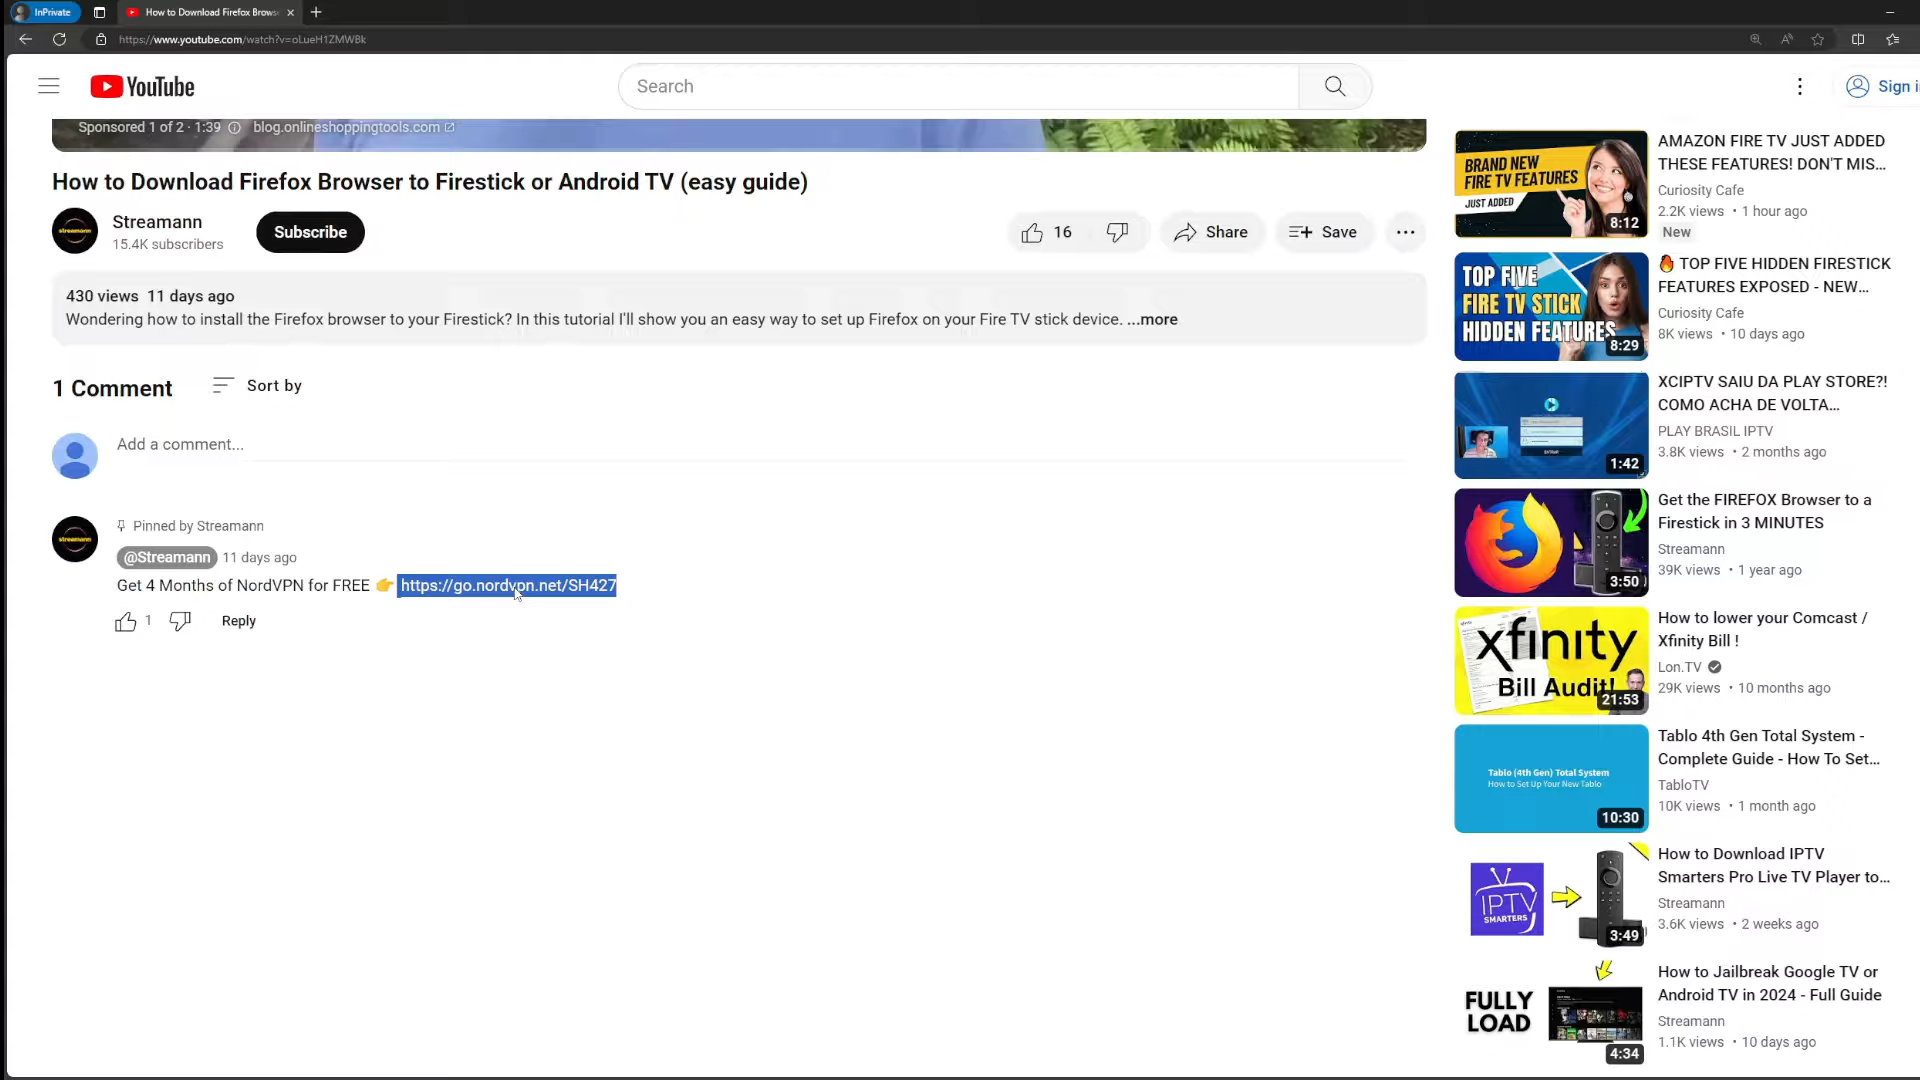 InPrivate
How to Download Firefox Brows
https://www.youtube.com/watch?v=oLueH1ZMWBk
YouTube
Search
Sign i
Sponsored 1 of 2 · 1:39
blog.onlineshoppingtools.com
How to Download Firefox Browser to Firestick or Android TV (easy guide)
Streamann
15.4K subscribers
Subscribe
16
Share
Save
430 views 11 days ago
Wondering how to install the Firefox browser to your Firestick? In this tutorial I'll show you an easy way to set up Firefox on your Fire TV stick device. ...more
1 Comment
Sort by
Add a comment...
Pinned by Streamann
@Streamann 11 days ago
Get 4 Months of NordVPN for FREE 👉 https://go.nordvpn.net/SH427
1
Reply
BRAND NEW
FIRE TV FEATURES
JUST ADDED
8:12
AMAZON FIRE TV JUST ADDED
THESE FEATURES! DON'T MIS...
Curiosity Cafe
2.2K views • 1 hour ago
New
TOP FIVE
FIRE TV STICK
HIDDEN FEATURES
8:29
🔥 TOP FIVE HIDDEN FIRESTICK
FEATURES EXPOSED - NEW...
Curiosity Cafe
8K views • 10 days ago
1:42
XCIPTV SAIU DA PLAY STORE?!
COMO ACHA DE VOLTA...
PLAY BRASIL IPTV
3.8K views • 2 months ago
3:50
Get the FIREFOX Browser to a
Firestick in 3 MINUTES
Streamann
39K views • 1 year ago
xfinity
Bill Audit!
21:53
How to lower your Comcast /
Xfinity Bill !
Lon.TV
29K views • 10 months ago
Tablo (4th Gen) Total System
How to Set Up Your New Tablo
10:30
Tablo 4th Gen Total System -
Complete Guide - How To Set...
TabloTV
10K views • 1 month ago
IPTV
SMARTERS
3:49
How to Download IPTV
Smarters Pro Live TV Player to...
Streamann
3.6K views • 2 weeks ago
FULLY
LOAD
4:34
How to Jailbreak Google TV or
Android TV in 2024 - Full Guide
Streamann
1.1K views • 10 days ago